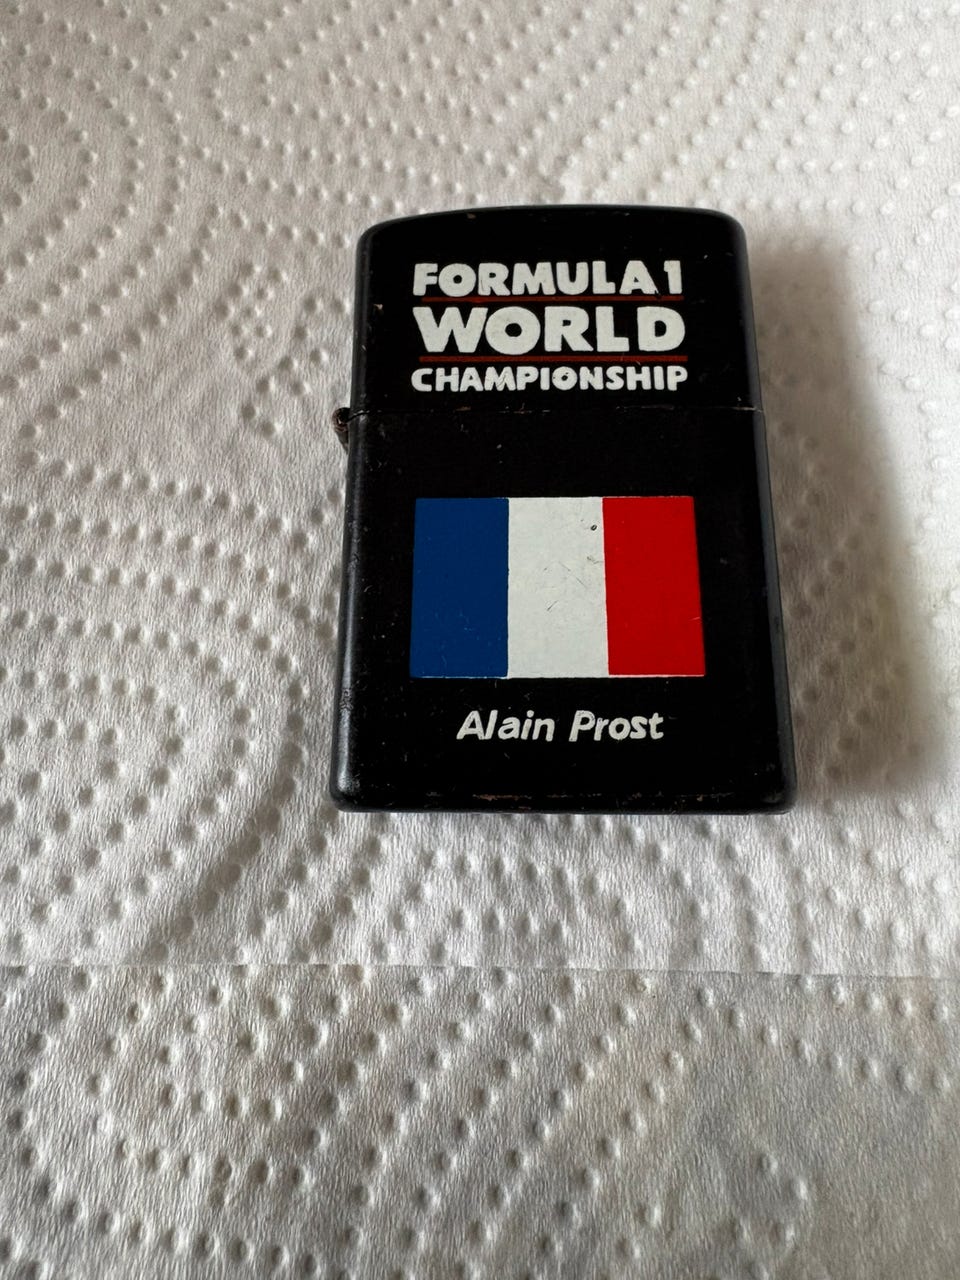 FORMULA 1
WORLD
CHAMPIONSHIP
Alain Prost